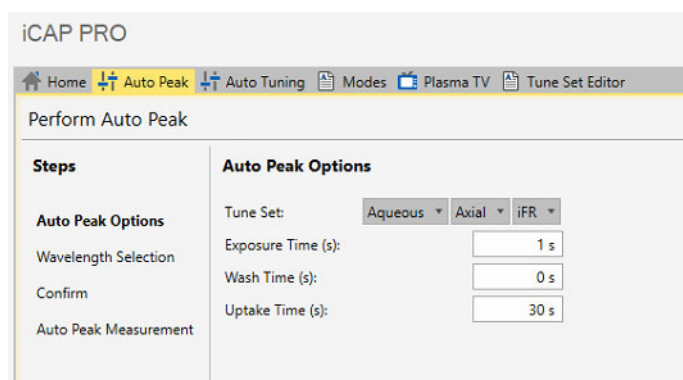 iCAP PRO
Home Auto Peak Auto Tuning Modes Plasma TV Tune Set Editor
Perform Auto Peak
Steps
Auto Peak Options
Wavelength Selection
Confirm
Auto Peak Measurement
Auto Peak Options
Tune Set: Aqueous Axial iFR
Exposure Time (s): 1 s
Wash Time (s): 0 s
Uptake Time (s): 30 s